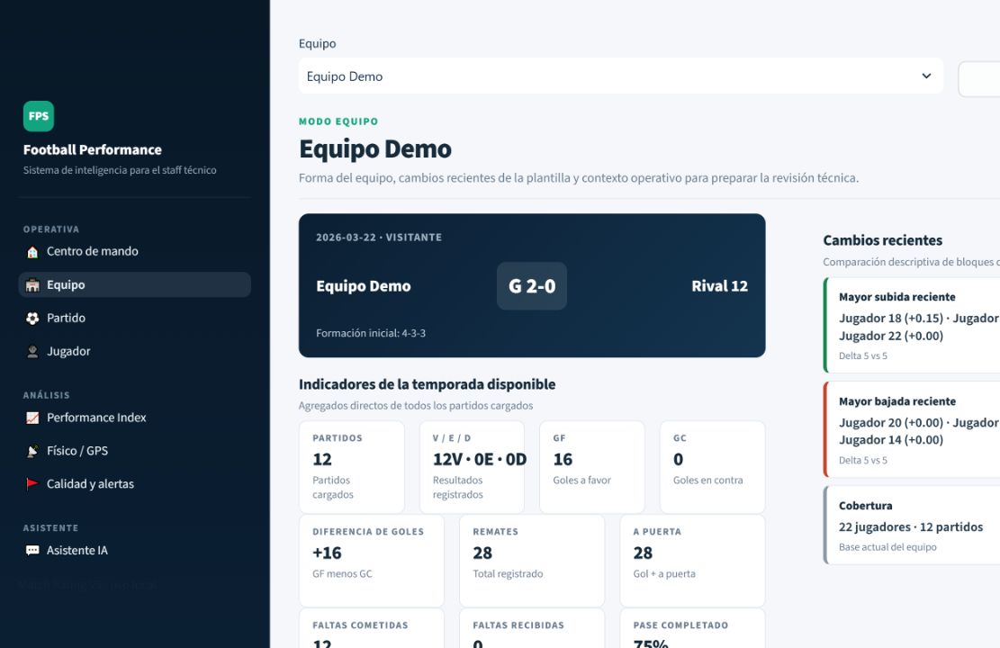 FPS
Football Performance
Sistema de inteligencia para el staff técnico
OPERATIVA
Centro de mando
Equipo
Partido
Jugador
ANÁLISIS
Performance Index
Físico / GPS
Calidad y alertas
ASISTENTE
Asistente IA
Equipo
Equipo Demo
MODO EQUIPO
Equipo Demo
Forma del equipo, cambios recientes de la plantilla y contexto operativo para preparar la revisión técnica.
2026-03-22 · VISITANTE
Equipo Demo G 2-0 Rival 12
Formación inicial: 4-3-3
Indicadores de la temporada disponible
Agregados directos de todos los partidos cargados
PARTIDOS
12
Partidos
cargados
V / E / D
12V · 0E · 0D
Resultados
registrados
GF
16
Goles a favor
GC
0
Goles en contra
DIFERENCIA DE GOLES
+16
GF menos GC
REMATES
28
Total registrado
A PUERTA
28
Gol + a puerta
FALTAS COMETIDAS
12
FALTAS RECIBIDAS
0
PASE COMPLETADO
75%
Cambios recientes
Comparación descriptiva de bloques
Mayor subida reciente
Jugador 18 (+0.15) · Jugador
Jugador 22 (+0.00)
Delta 5 vs 5
Mayor bajada reciente
Jugador 20 (+0.00) · Jugador
Jugador 14 (+0.00)
Delta 5 vs 5
Cobertura
22 jugadores · 12 partidos
Base actual del equipo